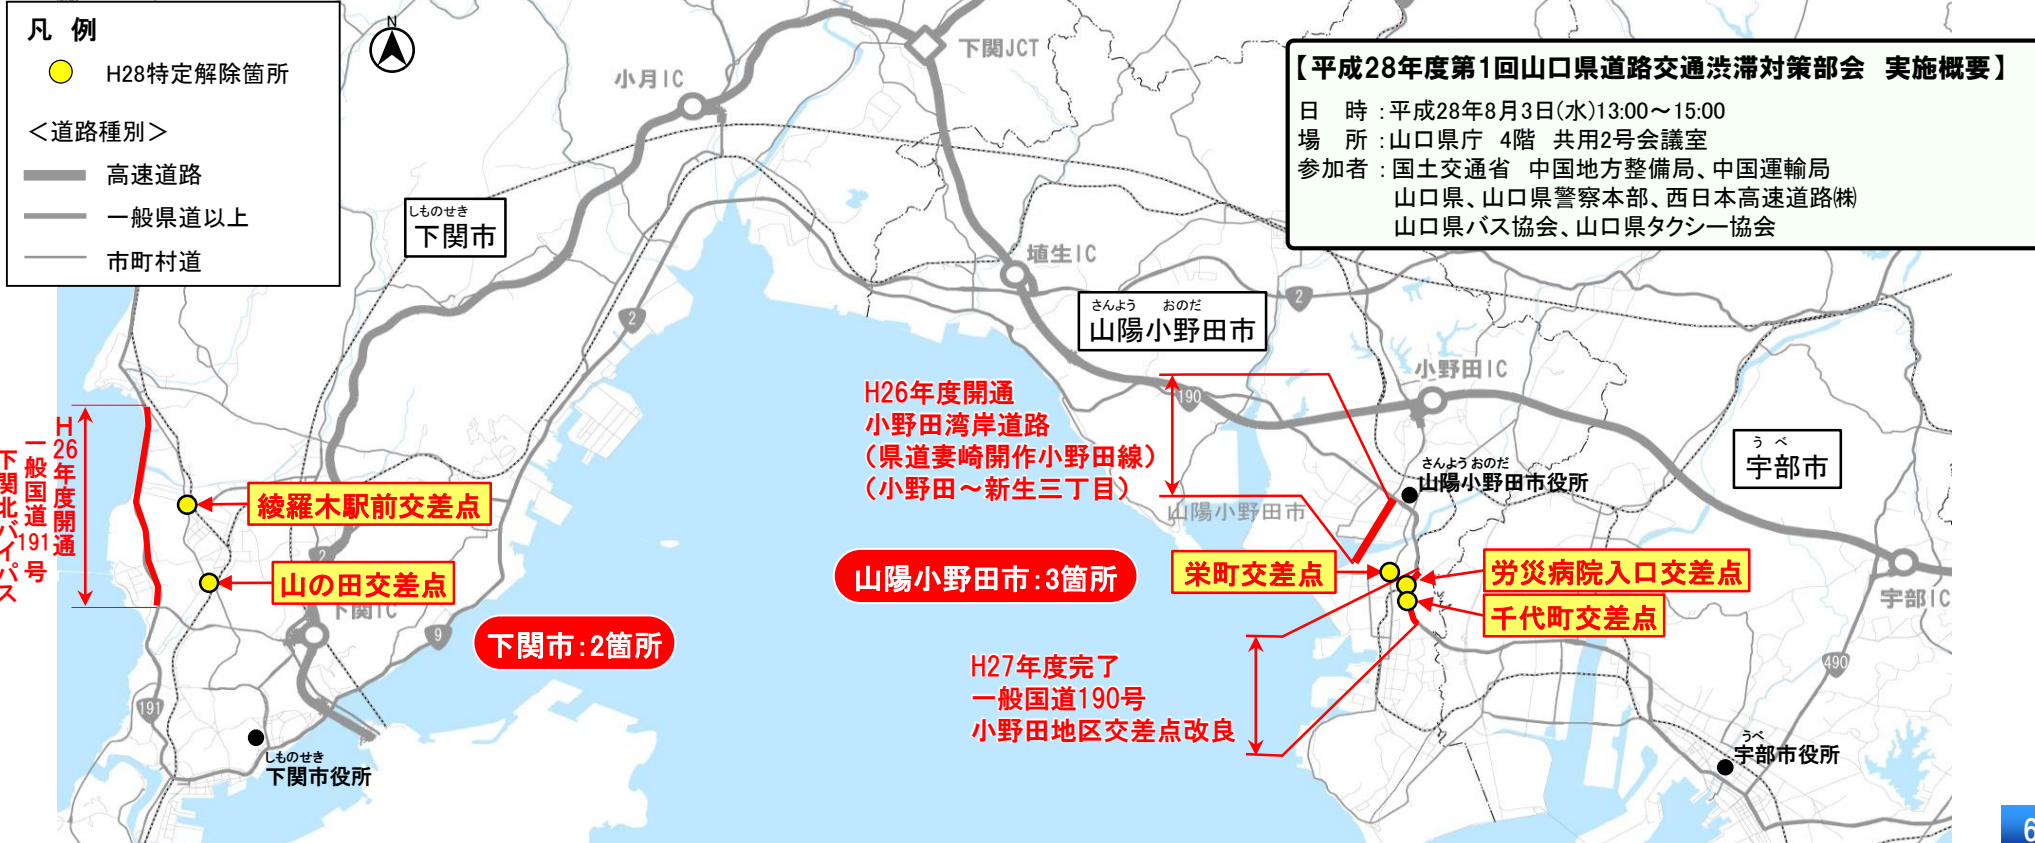 凡 例
H28特定解除箇所
＜道路種別＞
高速道路
一般県道以上
市町村道
N
【平成28年度第1回山口県道路交通渋滞対策部会 実施概要】
日 時：平成28年8月3日(水)13:00～15:00
場 所：山口県庁 4階 共用2号会議室
参加者：国土交通省 中国地方整備局、中国運輸局
山口県、山口県警察本部、西日本高速道路㈱
山口県バス協会、山口県タクシー協会
下関JCT
小月IC
しものせき
下関市
埴生IC
2
さんよう おのだ
山陽小野田市
2
小野田IC
190
H26年度開通
小野田湾岸道路
（県道妻崎開作小野田線）
（小野田～新生三丁目）
うべ
宇部市
さんようおのだ
山陽小野田市役所
山陽小野田市
H26年度開通
一般国道191号
下関北バイパス
綾羅木駅前交差点
2
山の田交差点
下関IC
9
下関市：2箇所
山陽小野田市：3箇所
栄町交差点
労災病院入口交差点
千代町交差点
宇部IC
H27年度完了
一般国道190号
小野田地区交差点改良
490
191
しものせき
下関市役所
うべ
宇部市役所
6